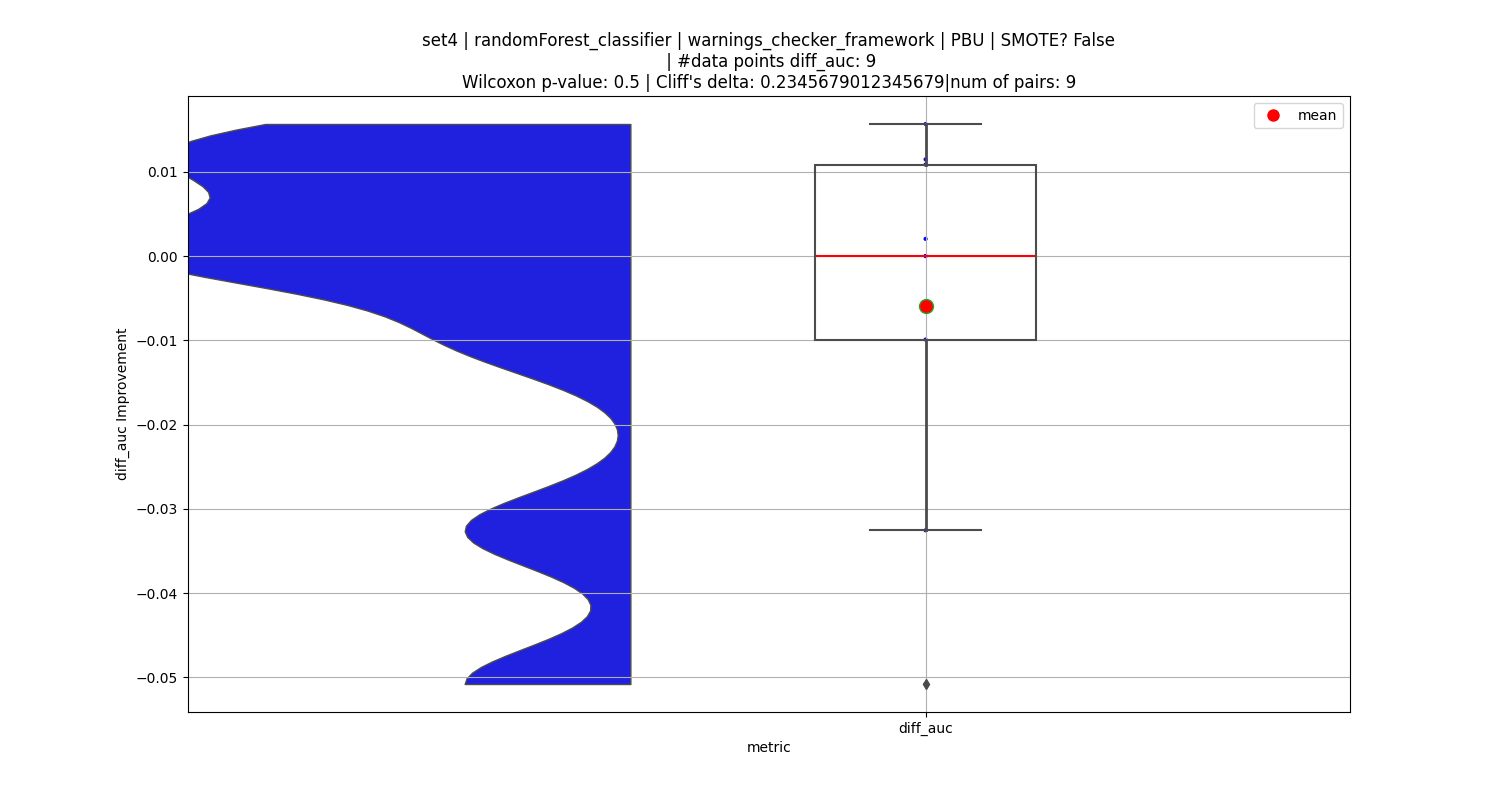 set4 | randomForest_classifier | warnings_checker_framework | PBU | SMOTE? False
| #data points diff_auc: 9
Wilcoxon p-value: 0.5 | Cliff's delta: 0.2345679012345679|num of pairs: 9
mean
0.01
0.00
−0.01
−0.02
−0.03
−0.04
−0.05
diff_auc Improvement
diff_auc
metric